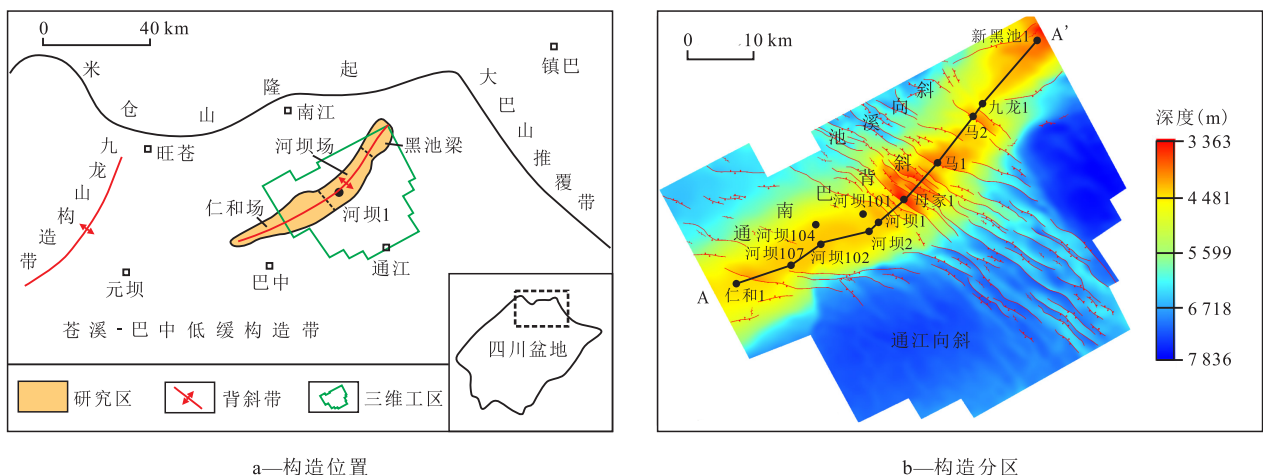 0 40 km
米仓山隆起
大巴山推覆带
镇巴
南江
旺苍
九龙山构造带
河坝场
黑池梁
仁和场
河坝1
通江
巴中
元坝
苍溪-巴中低缓构造带
四川盆地
研究区
背斜带
三维工区
a—构造位置
0 10 km
新黑池1
A'
九龙1
马2
池溪向斜
马1
通南巴背斜
河坝101
母家1
河坝1
河坝104
河坝2
河坝107
河坝102
A
仁和1
通江向斜
深度(m)
3 363
4 481
5 599
6 718
7 836
b—构造分区